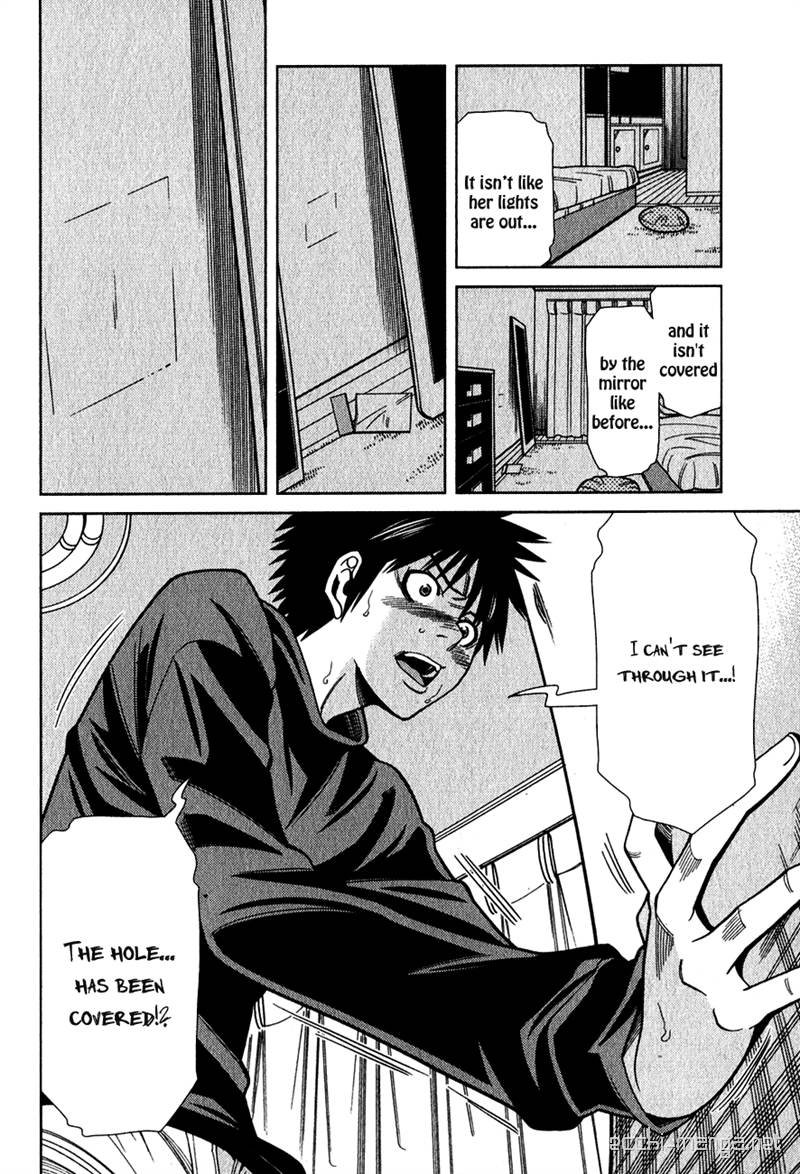 It isn't like
her lights
are out...
and it
isn't
covered
by the
mirror
like
before...
I can't see
through it...!
The hole...
has been
covered!?